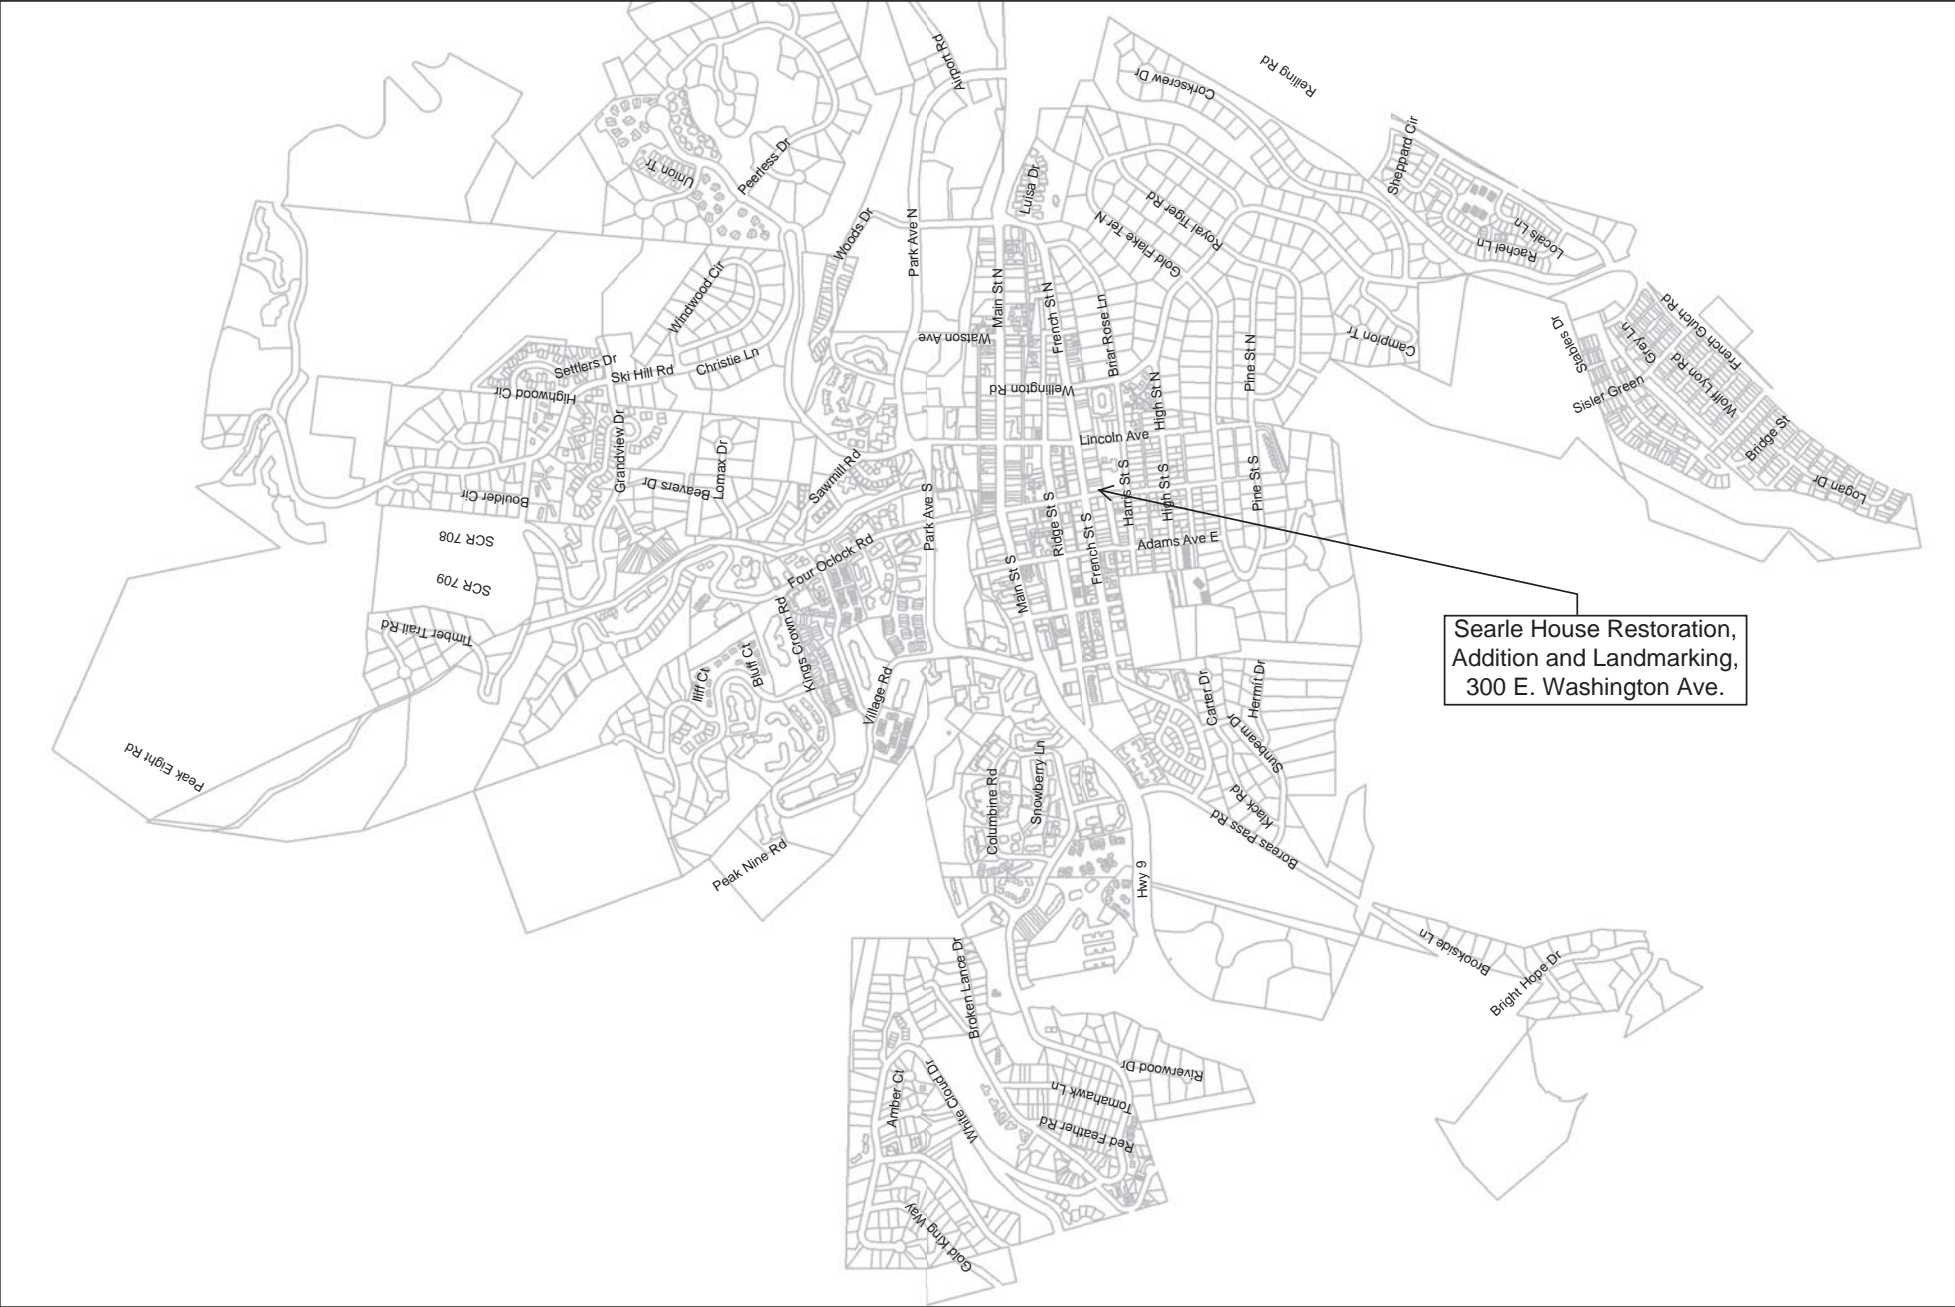 Airport Rd
Corkscrew Dr
Reiling Rd
Sheppard Cir
Union Tr
Peerless Dr
Luisa Dr
Royal Tiger Rd
Locals Ln
Rachel Ln
Woods Dr
Park Ave N
Gold Flake Ter N
Windwood Cir
Main St N
French St N
Briar Rose Ln
French Gulch Rd
Stables Dr
Grey Ln
Campion Tr
Watson Ave
Pine St N
Settlers Dr
Ski Hill Rd
Christie Ln
Wolff Lyon Rd
Highwood Cir
Wellington Rd
High St N
Sisler Green
Grandview Dr
Lincoln Ave
Bridge St
Lomax Dr
Beavers Dr
Sawmill Rd
Boulder Cir
Park Ave S
Ridge St S
Harris St S
High St S
Pine St S
Logan Dr
SCR 708
Four Oclock Rd
French St S
Adams Ave E
SCR 709
Main St S
Timber Trail Rd
Kings Crown Rd
Searle House Restoration,
Addition and Landmarking,
300 E. Washington Ave.
Iliff Ct
Bluff Ct
Village Rd
Carter Dr
Hermit Dr
Sunbeam Dr
Peak Eight Rd
Columbine Rd
Snowberry Ln
Klack Rd
Boreas Pass Rd
Peak Nine Rd
Hwy 9
Brookside Ln
Bright Hope Dr
Broken Lance Dr
Riverwood Dr
Amber Ct
White Cloud Dr
Tomahawk Ln
Red Feather Rd
Gold King Way